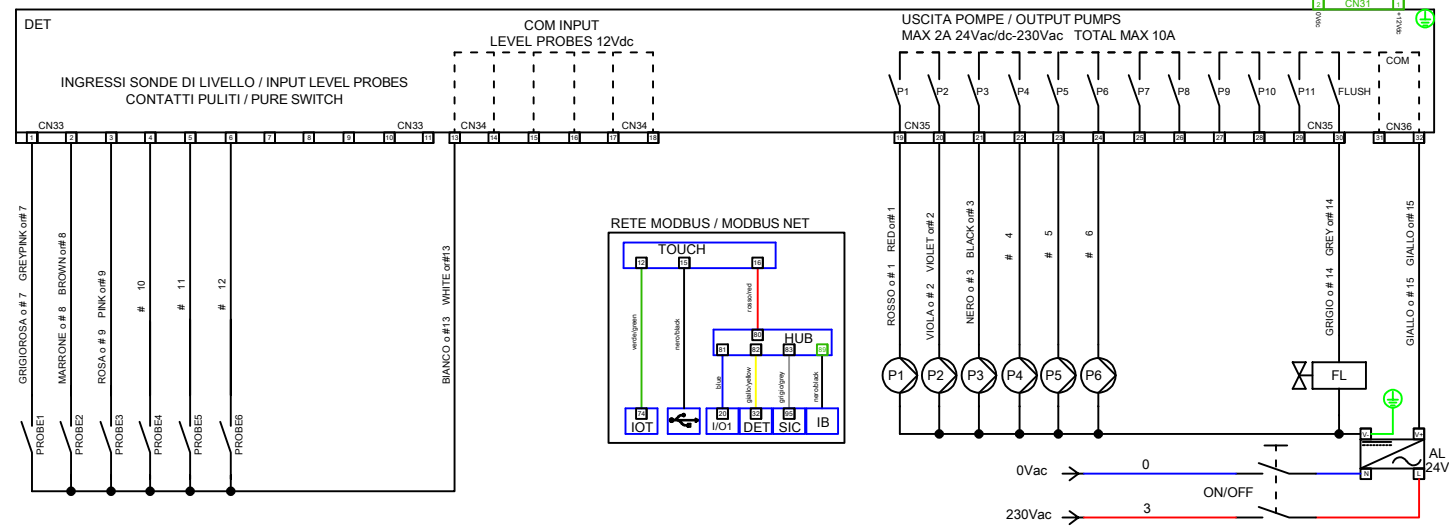 2 CN31 1
0Vdc +12Vdc
DET
COM INPUT
LEVEL PROBES 12Vdc
USCITA POMPE / OUTPUT PUMPS
MAX 2A 24Vac/dc-230Vac TOTAL MAX 10A
INGRESSI SONDE DI LIVELLO / INPUT LEVEL PROBES
CONTATTI PULITI / PURE SWITCH
COM
P1 P2 P3 P4 P5 P6 P7 P8 P9 P10 P11 FLUSH
CN33 CN33 CN34 CN34 CN35 CN35 CN36
1 2 3 4 5 6 7 8 9 10 11 13 14 15 16 17 18 19 20 21 22 23 24 25 26 27 28 29 30 31 32
GRIGIOROSA o # 7 GREYPINK or# 7
MARRONE o # 8 BROWN or# 8
ROSA o # 9 PINK or# 9
# 10
# 11
# 12
BIANCO o #13 WHITE or#13
ROSSO o # 1 RED or# 1
VIOLA o # 2 VIOLET or# 2
NERO o # 3 BLACK or# 3
# 4
# 5
# 6
GRIGIO o # 14 GREY or# 14
GIALLO o # 15 GIALLO or# 15
RETE MODBUS / MODBUS NET
TOUCH
12 15 16
verde/green
nero/black
rosso/red
80
HUB
81 82 83 89
blue
giallo/yellow
grigio/grey
nero/black
74 20 32 95
IOT I/O1 DET SIC IB
P1 P2 P3 P4 P5 P6 FL
PROBE1
PROBE2
PROBE3
PROBE4
PROBE5
PROBE6
V- V+
AL
24V
N L
0Vac 0
ON/OFF
230Vac 3